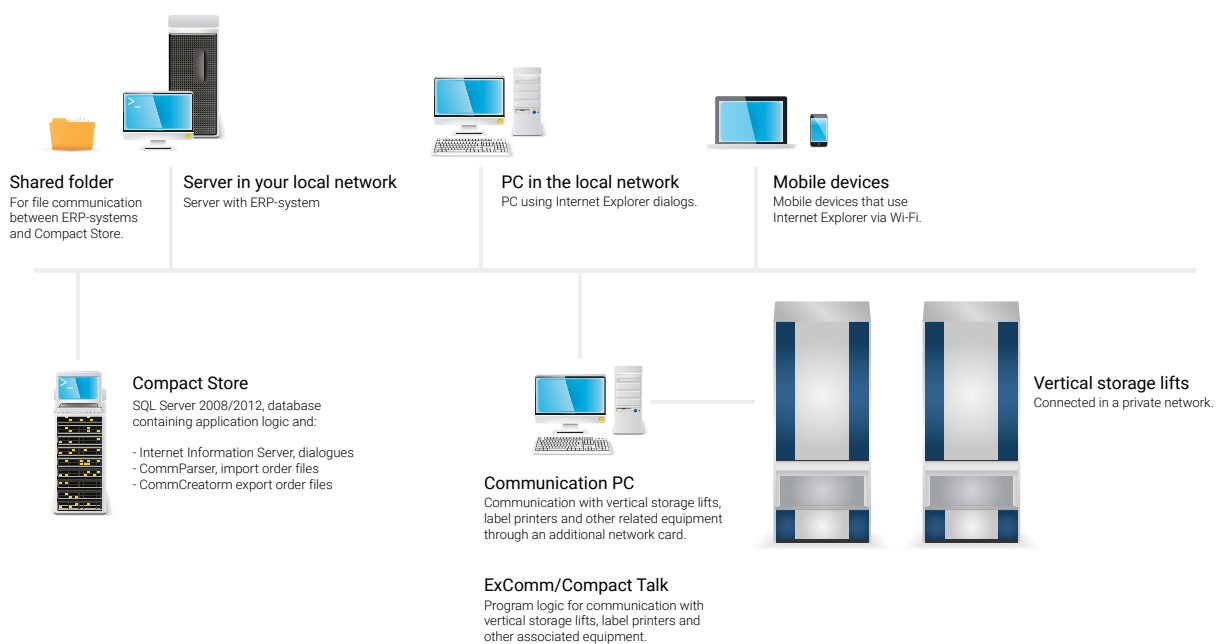 Shared folder
For file communication
between ERP-systems
and Compact Store.
Server in your local network
Server with ERP-system
PC in the local network
PC using Internet Explorer dialogs.
Mobile devices
Mobile devices that use
Internet Explorer via Wi-Fi.
Compact Store
SQL Server 2008/2012, database
containing application logic and:
- Internet Information Server, dialogues
- CommParser, import order files
- CommCreatorm export order files
Communication PC
Communication with vertical storage lifts,
label printers and other related equipment
through an additional network card.
ExComm/Compact Talk
Program logic for communication with
vertical storage lifts, label printers and
other associated equipment.
Vertical storage lifts
Connected in a private network.